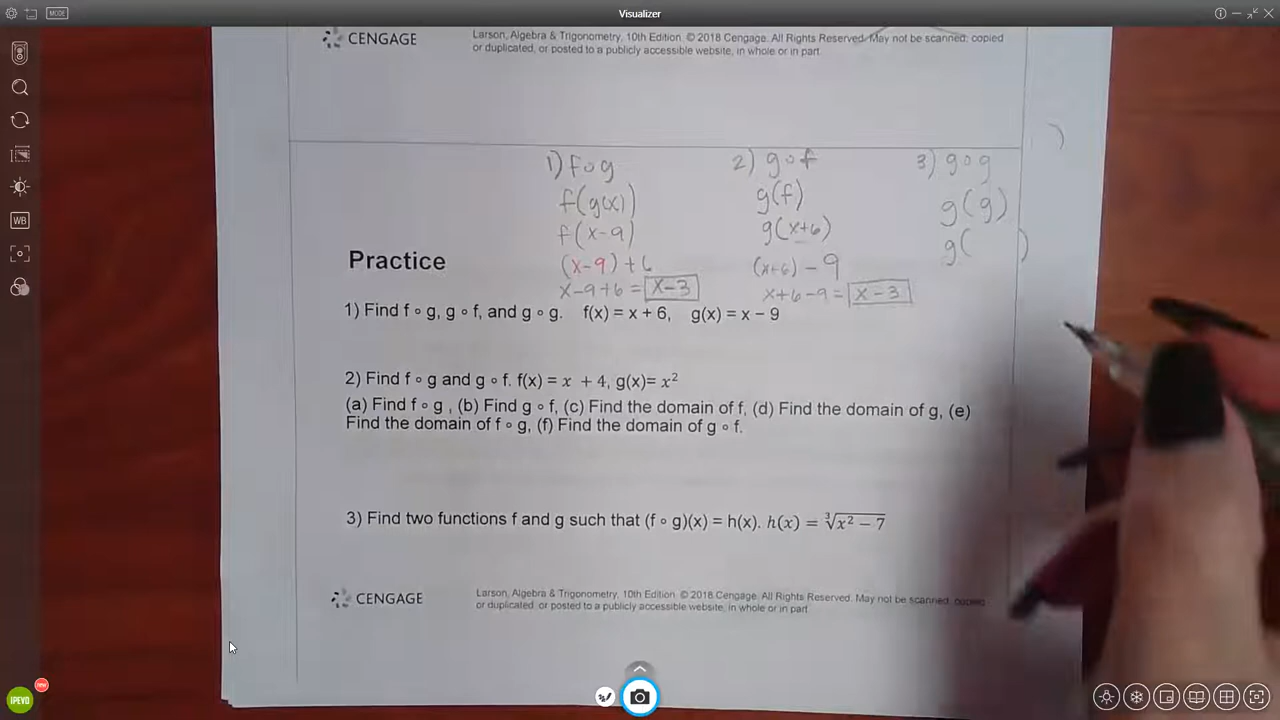 MODE
Visualizer
CENGAGE
Larson, Algebra & Trigonometry, 10th Edition. © 2018 Cengage. All Rights Reserved. May not be scanned, copied
or duplicated, or posted to a publicly accessible website, in whole or in part.
1) f∘g
f(g(x))
f(x-9)
(x-9)+6
x-9+6 = x-3
2) g∘f
g(f)
g(x+6)
(x+6)-9
x+6-9 = x-3
3) g∘g
g(g)
g( )
)
Practice
1) Find f ∘ g, g ∘ f, and g ∘ g. f(x) = x + 6, g(x) = x − 9
2) Find f ∘ g and g ∘ f. f(x) = x + 4, g(x)= x²
(a) Find f ∘ g , (b) Find g ∘ f, (c) Find the domain of f, (d) Find the domain of g, (e)
Find the domain of f ∘ g, (f) Find the domain of g ∘ f.
3) Find two functions f and g such that (f ∘ g)(x) = h(x). h(x) = ∛(x² − 7)
CENGAGE
Larson, Algebra & Trigonometry, 10th Edition. © 2018 Cengage. All Rights Reserved. May not be scanned, copied
or duplicated, or posted to a publicly accessible website, in whole or in part.
WB
IPEVO
new